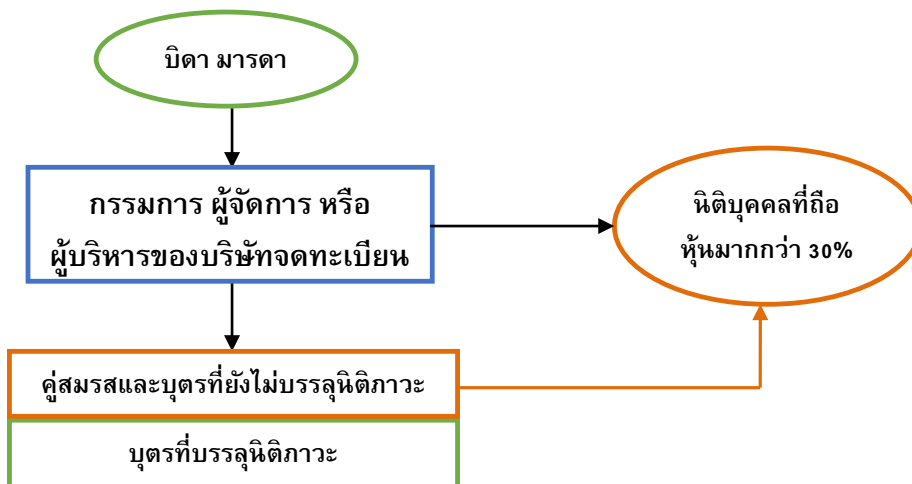 บิดา มารดา
กรรมการ ผู้จัดการ หรือ
ผู้บริหารของบริษัทจดทะเบียน
นิติบุคคลที่ถือ
หุ้นมากกว่า 30%
คู่สมรสและบุตรที่ยังไม่บรรลุนิติภาวะ
บุตรที่บรรลุนิติภาวะ